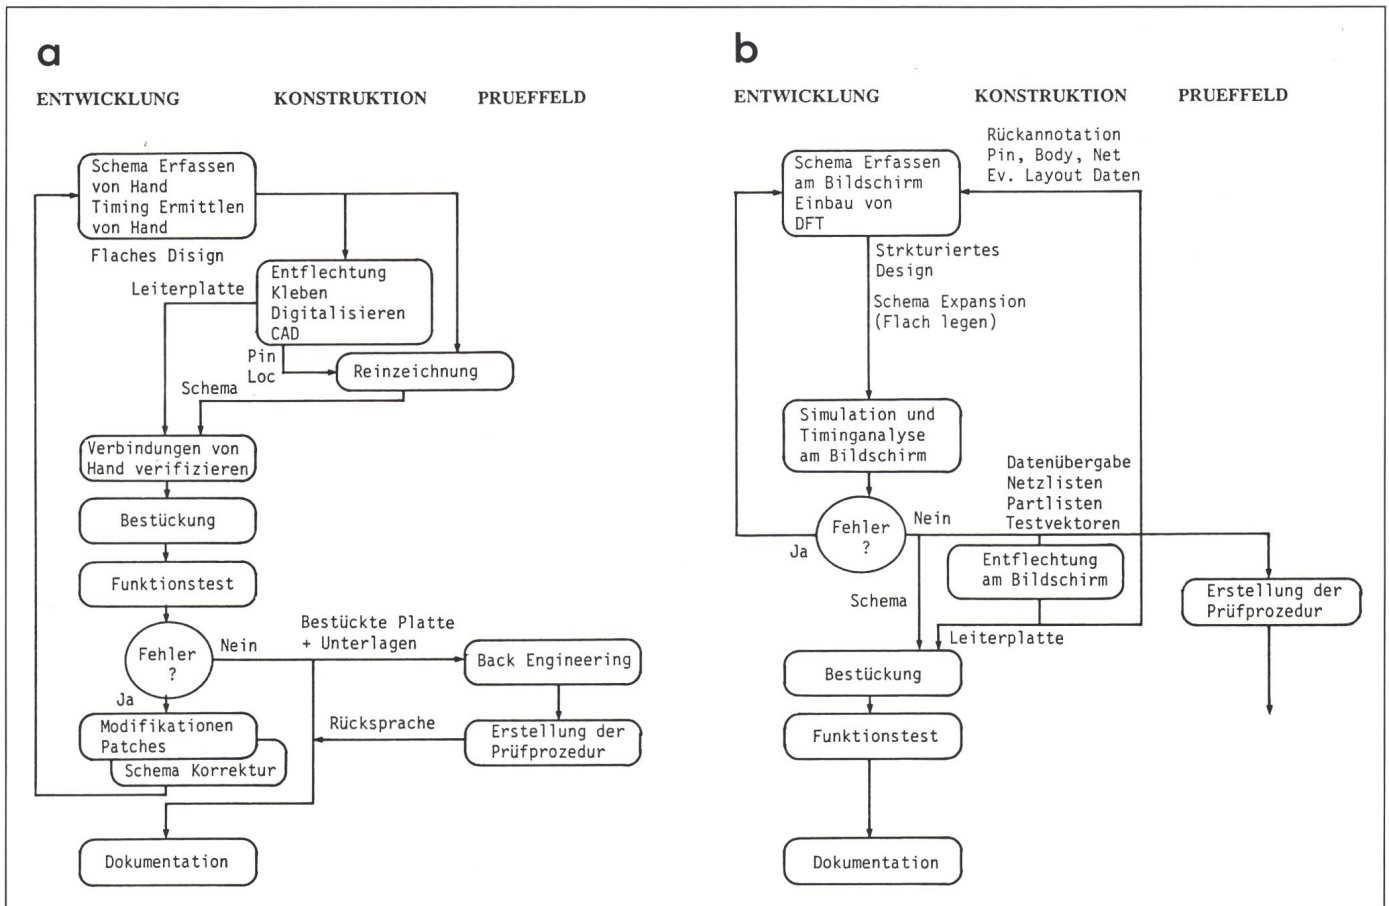 a
ENTWICKLUNG KONSTRUKTION PRUEFFELD
Schema Erfassen
von Hand
Timing Ermittlen
von Hand
Flaches Disign
Leiterplatte
Entflechtung
Kleben
Digitalisieren
CAD
Pin
Loc
Reinzeichnung
Schema
Verbindungen von
Hand verifizieren
Bestückung
Funktionstest
Fehler
?
Nein
Bestückte Platte
+ Unterlagen
Back Engineering
Ja
Modifikationen
Patches
Schema Korrektur
Rücksprache
Erstellung der
Prüfprozedur
Dokumentation
b
ENTWICKLUNG KONSTRUKTION PRUEFFELD
Rückannotation
Pin, Body, Net
Ev. Layout Daten
Schema Erfassen
am Bildschirm
Einbau von
DFT
Strkturiertes
Design
Schema Expansion
(Flach legen)
Simulation und
Timinganalyse
am Bildschirm
Datenübergabe
Netzlisten
Partlisten
Testvektoren
Fehler
?
Nein
Ja
Entflechtung
am Bildschirm
Erstellung der
Prüfprozedur
Schema
Leiterplatte
Bestückung
Funktionstest
Dokumentation